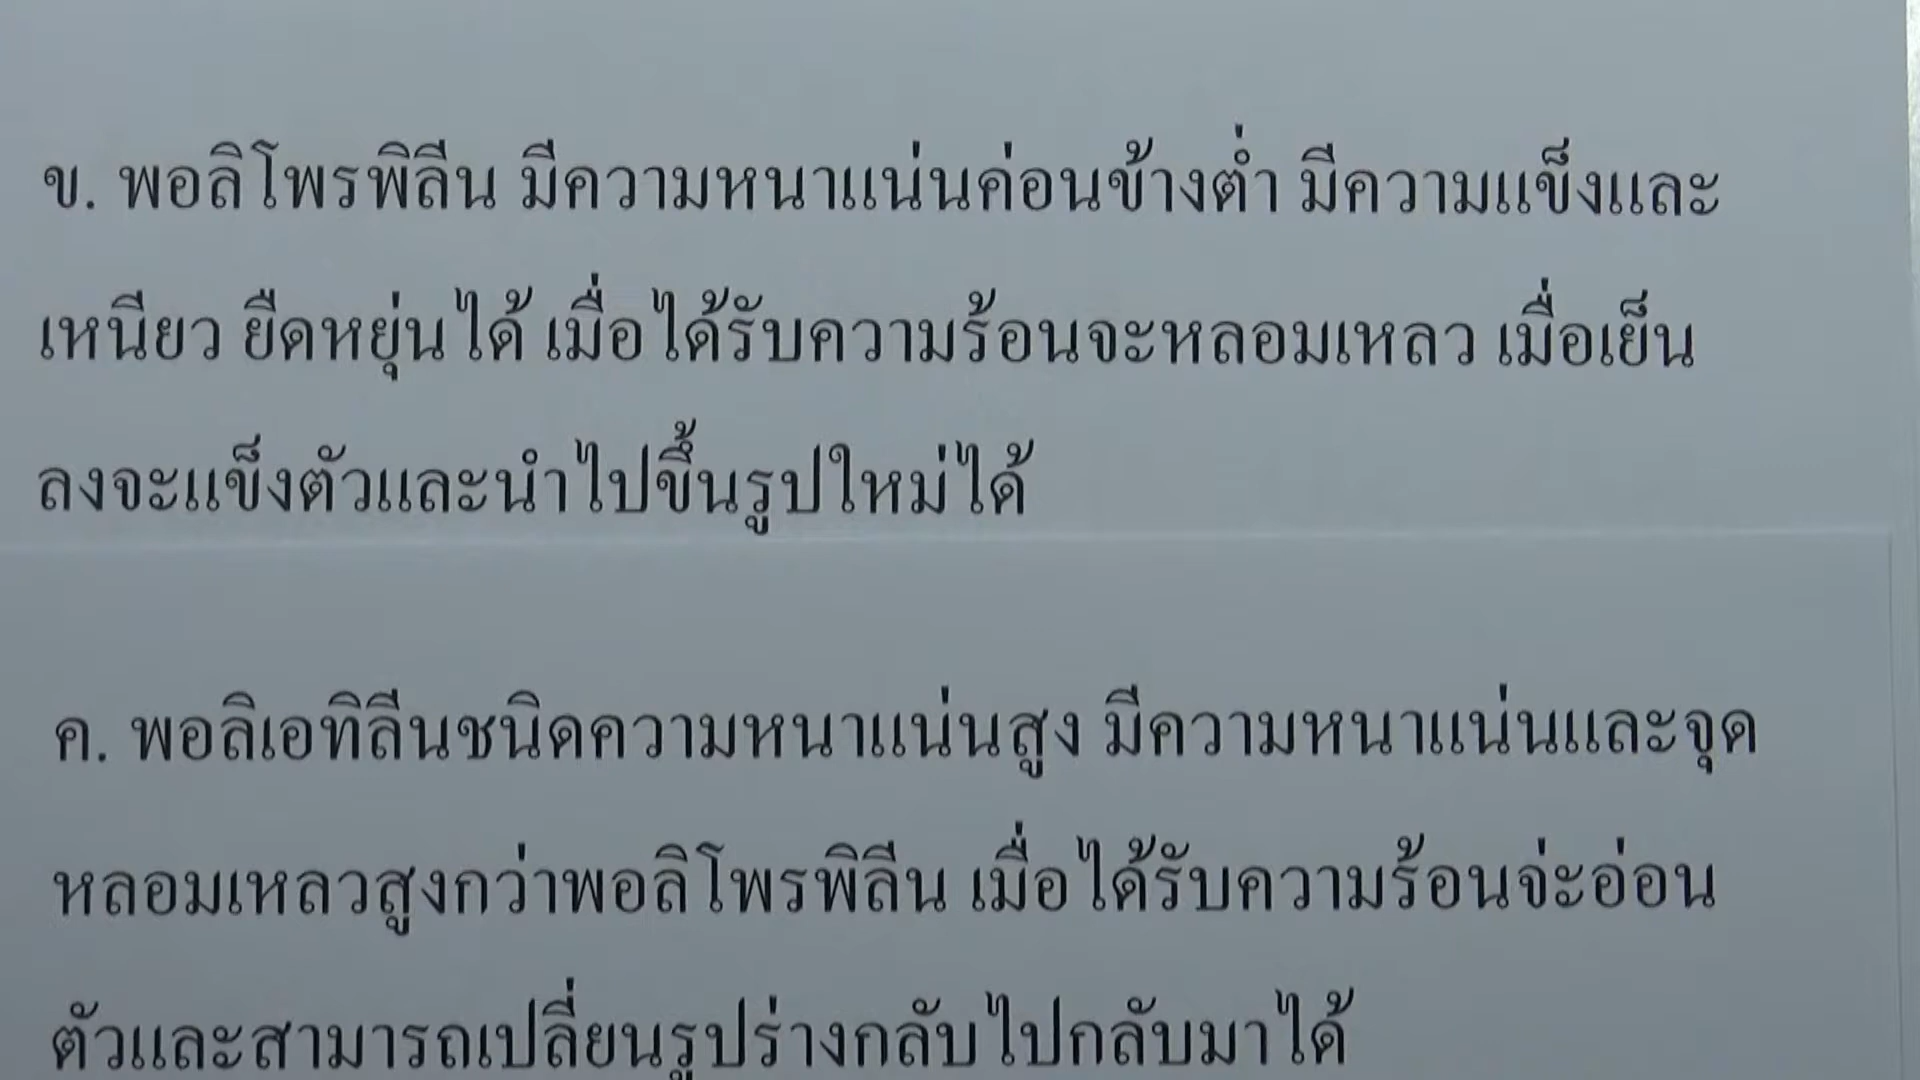 ข. พอลิโพรพิลีน มีความหนาแน่นค่อนข้างต่ำ มีความแข็งและ
เหนียว ยืดหยุ่นได้ เมื่อได้รับความร้อนจะหลอมเหลว เมื่อเย็น
ลงจะแข็งตัวและนำไปขึ้นรูปใหม่ได้
ค. พอลิเอทิลีนชนิดความหนาแน่นสูง มีความหนาแน่นและจุด
หลอมเหลวสูงกว่าพอลิโพรพิลีน เมื่อได้รับความร้อนจ่ะอ่อน
ตัวและสามารถเปลี่ยนรูปร่างกลับไปกลับมาได้